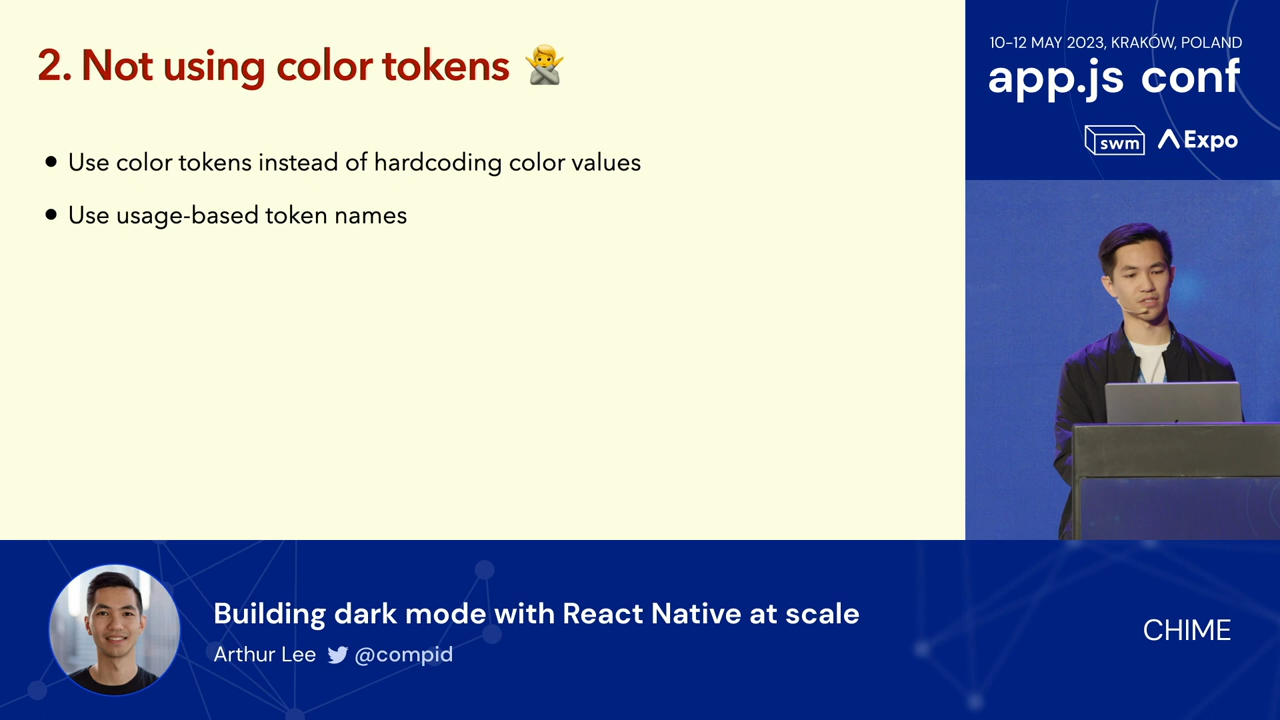 2. Not using color tokens 🙅
Use color tokens instead of hardcoding color values
Use usage-based token names
10-12 MAY 2023, KRAKÓW, POLAND
app.js conf
swm Expo
Building dark mode with React Native at scale
Arthur Lee @compid
CHIME